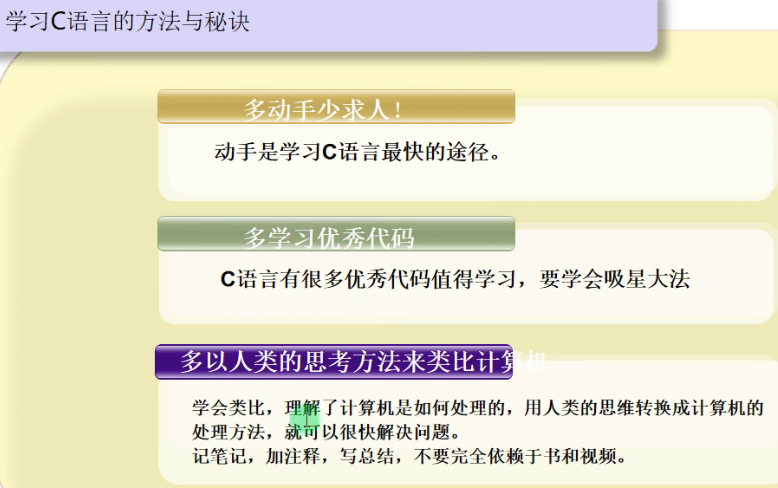 学习C语言的方法与秘诀
多动手少求人！
动手是学习C语言最快的途径。
多学习优秀代码
C语言有很多优秀代码值得学习，要学会吸星大法
多以人类的思考方法来类比计算机
学会类比，理解了计算机是如何处理的，用人类的思维转换成计算机的
处理方法，就可以很快解决问题。
记笔记，加注释，写总结，不要完全依赖于书和视频。